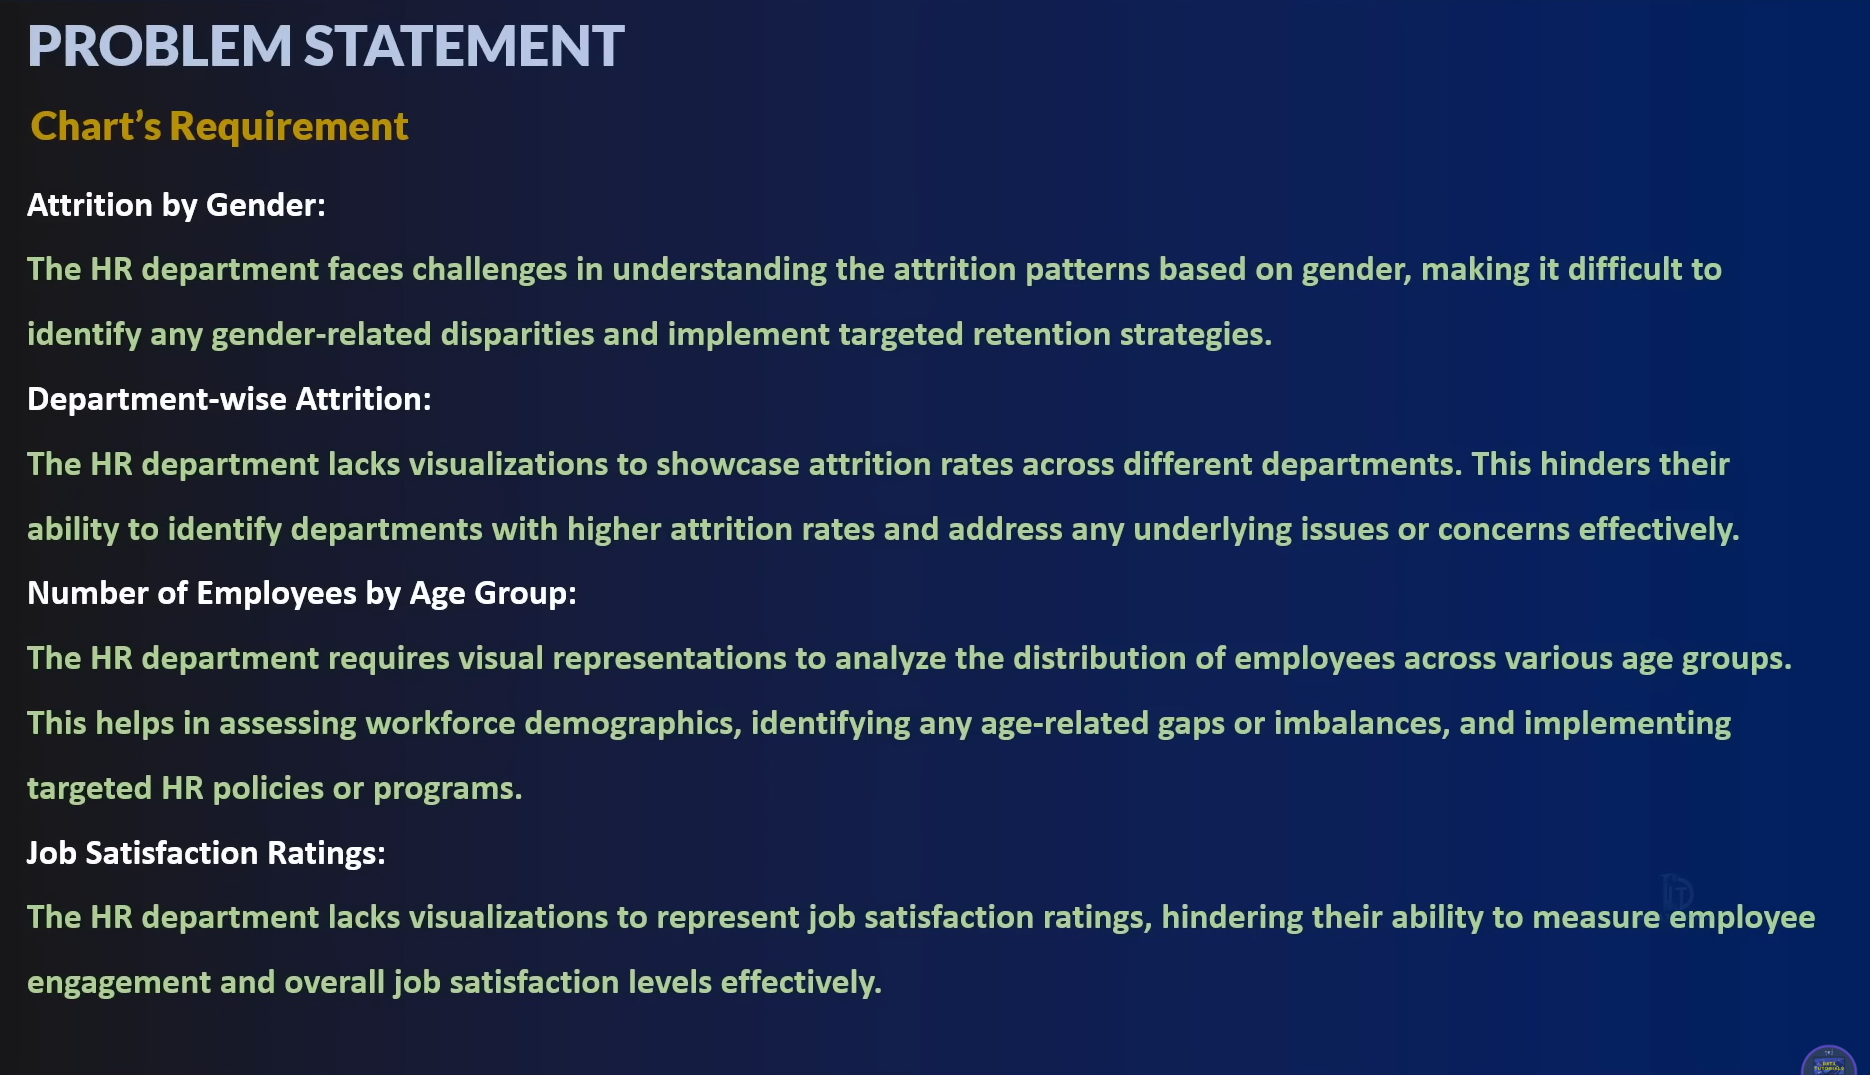 PROBLEM STATEMENT
Chart’s Requirement
Attrition by Gender:
The HR department faces challenges in understanding the attrition patterns based on gender, making it difficult to
identify any gender-related disparities and implement targeted retention strategies.
Department-wise Attrition:
The HR department lacks visualizations to showcase attrition rates across different departments. This hinders their
ability to identify departments with higher attrition rates and address any underlying issues or concerns effectively.
Number of Employees by Age Group:
The HR department requires visual representations to analyze the distribution of employees across various age groups.
This helps in assessing workforce demographics, identifying any age-related gaps or imbalances, and implementing
targeted HR policies or programs.
Job Satisfaction Ratings:
The HR department lacks visualizations to represent job satisfaction ratings, hindering their ability to measure employee
engagement and overall job satisfaction levels effectively.
DATA
TUTORIALS